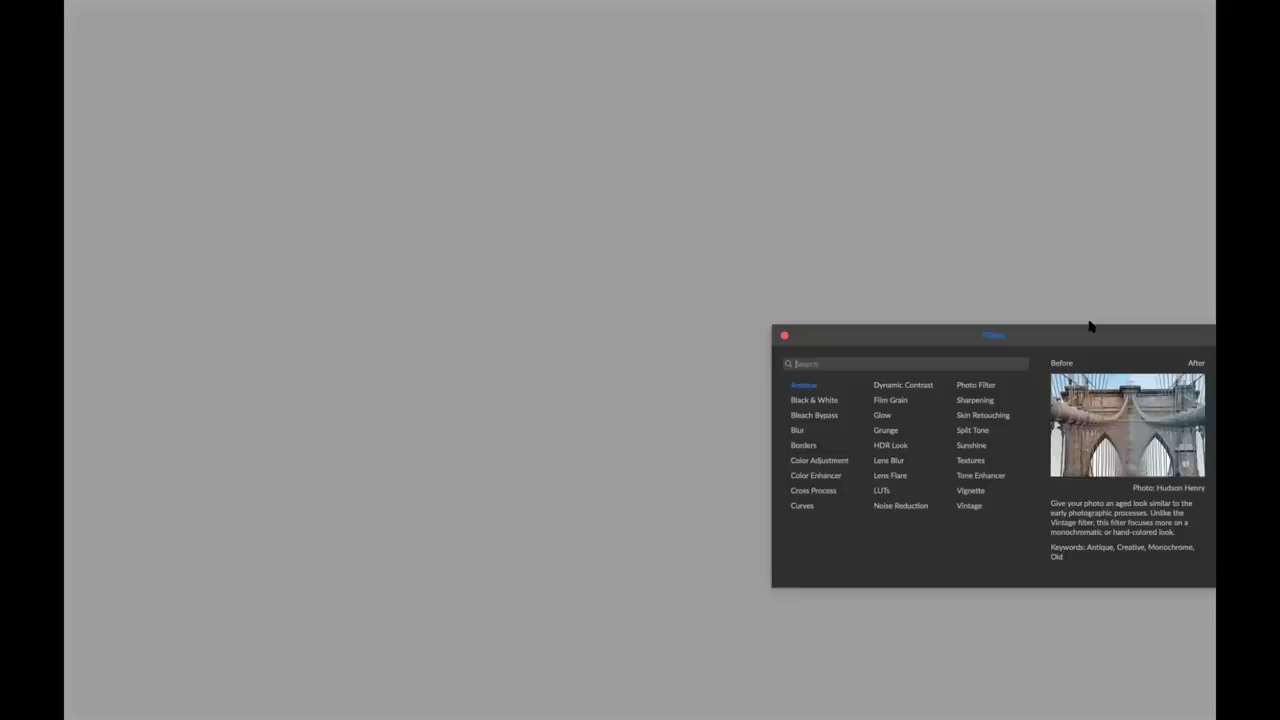 Filters
Search
Before After
Antique Dynamic Contrast Photo Filter
Black & White Film Grain Sharpening
Bleach Bypass Glow Skin Retouching
Blur Grunge Split Tone
Borders HDR Look Sunshine
Color Adjustment Lens Blur Textures
Color Enhancer Lens Flare Tone Enhancer
Cross Process LUTs Vignette
Curves Noise Reduction Vintage
Photo: Hudson Henry
Give your photo an aged look similar to the
early photographic processes. Unlike the
Vintage filter, this filter focuses more on a
monochromatic or hand-colored look.
Keywords: Antique, Creative, Monochrome,
Old